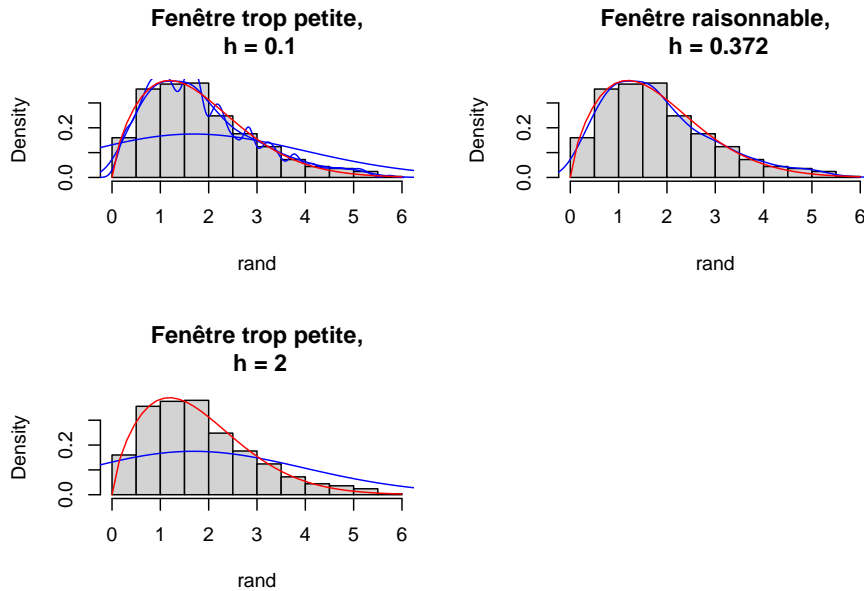 Fenêtre trop petite,
h = 0.1
Density
0.0 0.2
0 1 2 3 4 5 6
rand
Fenêtre raisonnable,
h = 0.372
Density
0.0 0.2
0 1 2 3 4 5 6
rand
Fenêtre trop petite,
h = 2
Density
0.0 0.2
0 1 2 3 4 5 6
rand